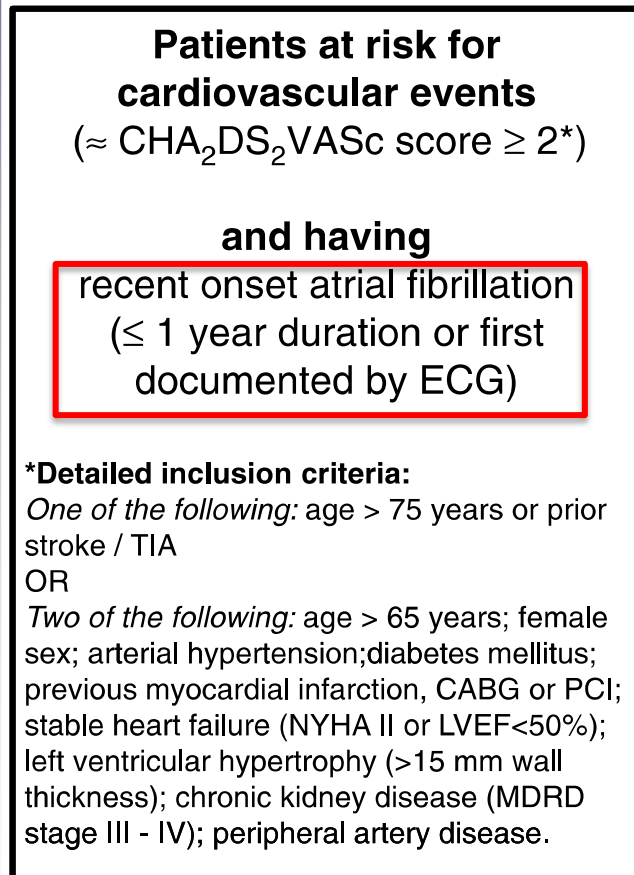 Patients at risk for
cardiovascular events
(≈ CHA₂DS₂VASc score ≥ 2*)
and having
recent onset atrial fibrillation
(≤ 1 year duration or first
documented by ECG)
*Detailed inclusion criteria:
One of the following: age > 75 years or prior
stroke / TIA
OR
Two of the following: age > 65 years; female
sex; arterial hypertension;diabetes mellitus;
previous myocardial infarction, CABG or PCI;
stable heart failure (NYHA II or LVEF<50%);
left ventricular hypertrophy (>15 mm wall
thickness); chronic kidney disease (MDRD
stage III - IV); peripheral artery disease.